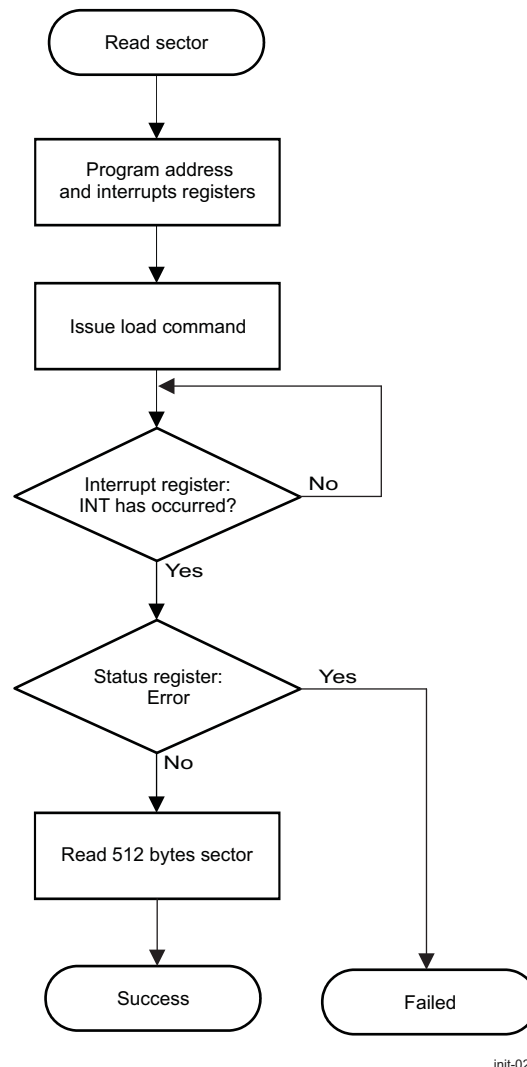 Read sector
Program address
and interrupts registers
Issue load command
Interrupt register:
INT has occurred?
No
Yes
Status register:
Error
Yes
No
Read 512 bytes sector
Success
Failed